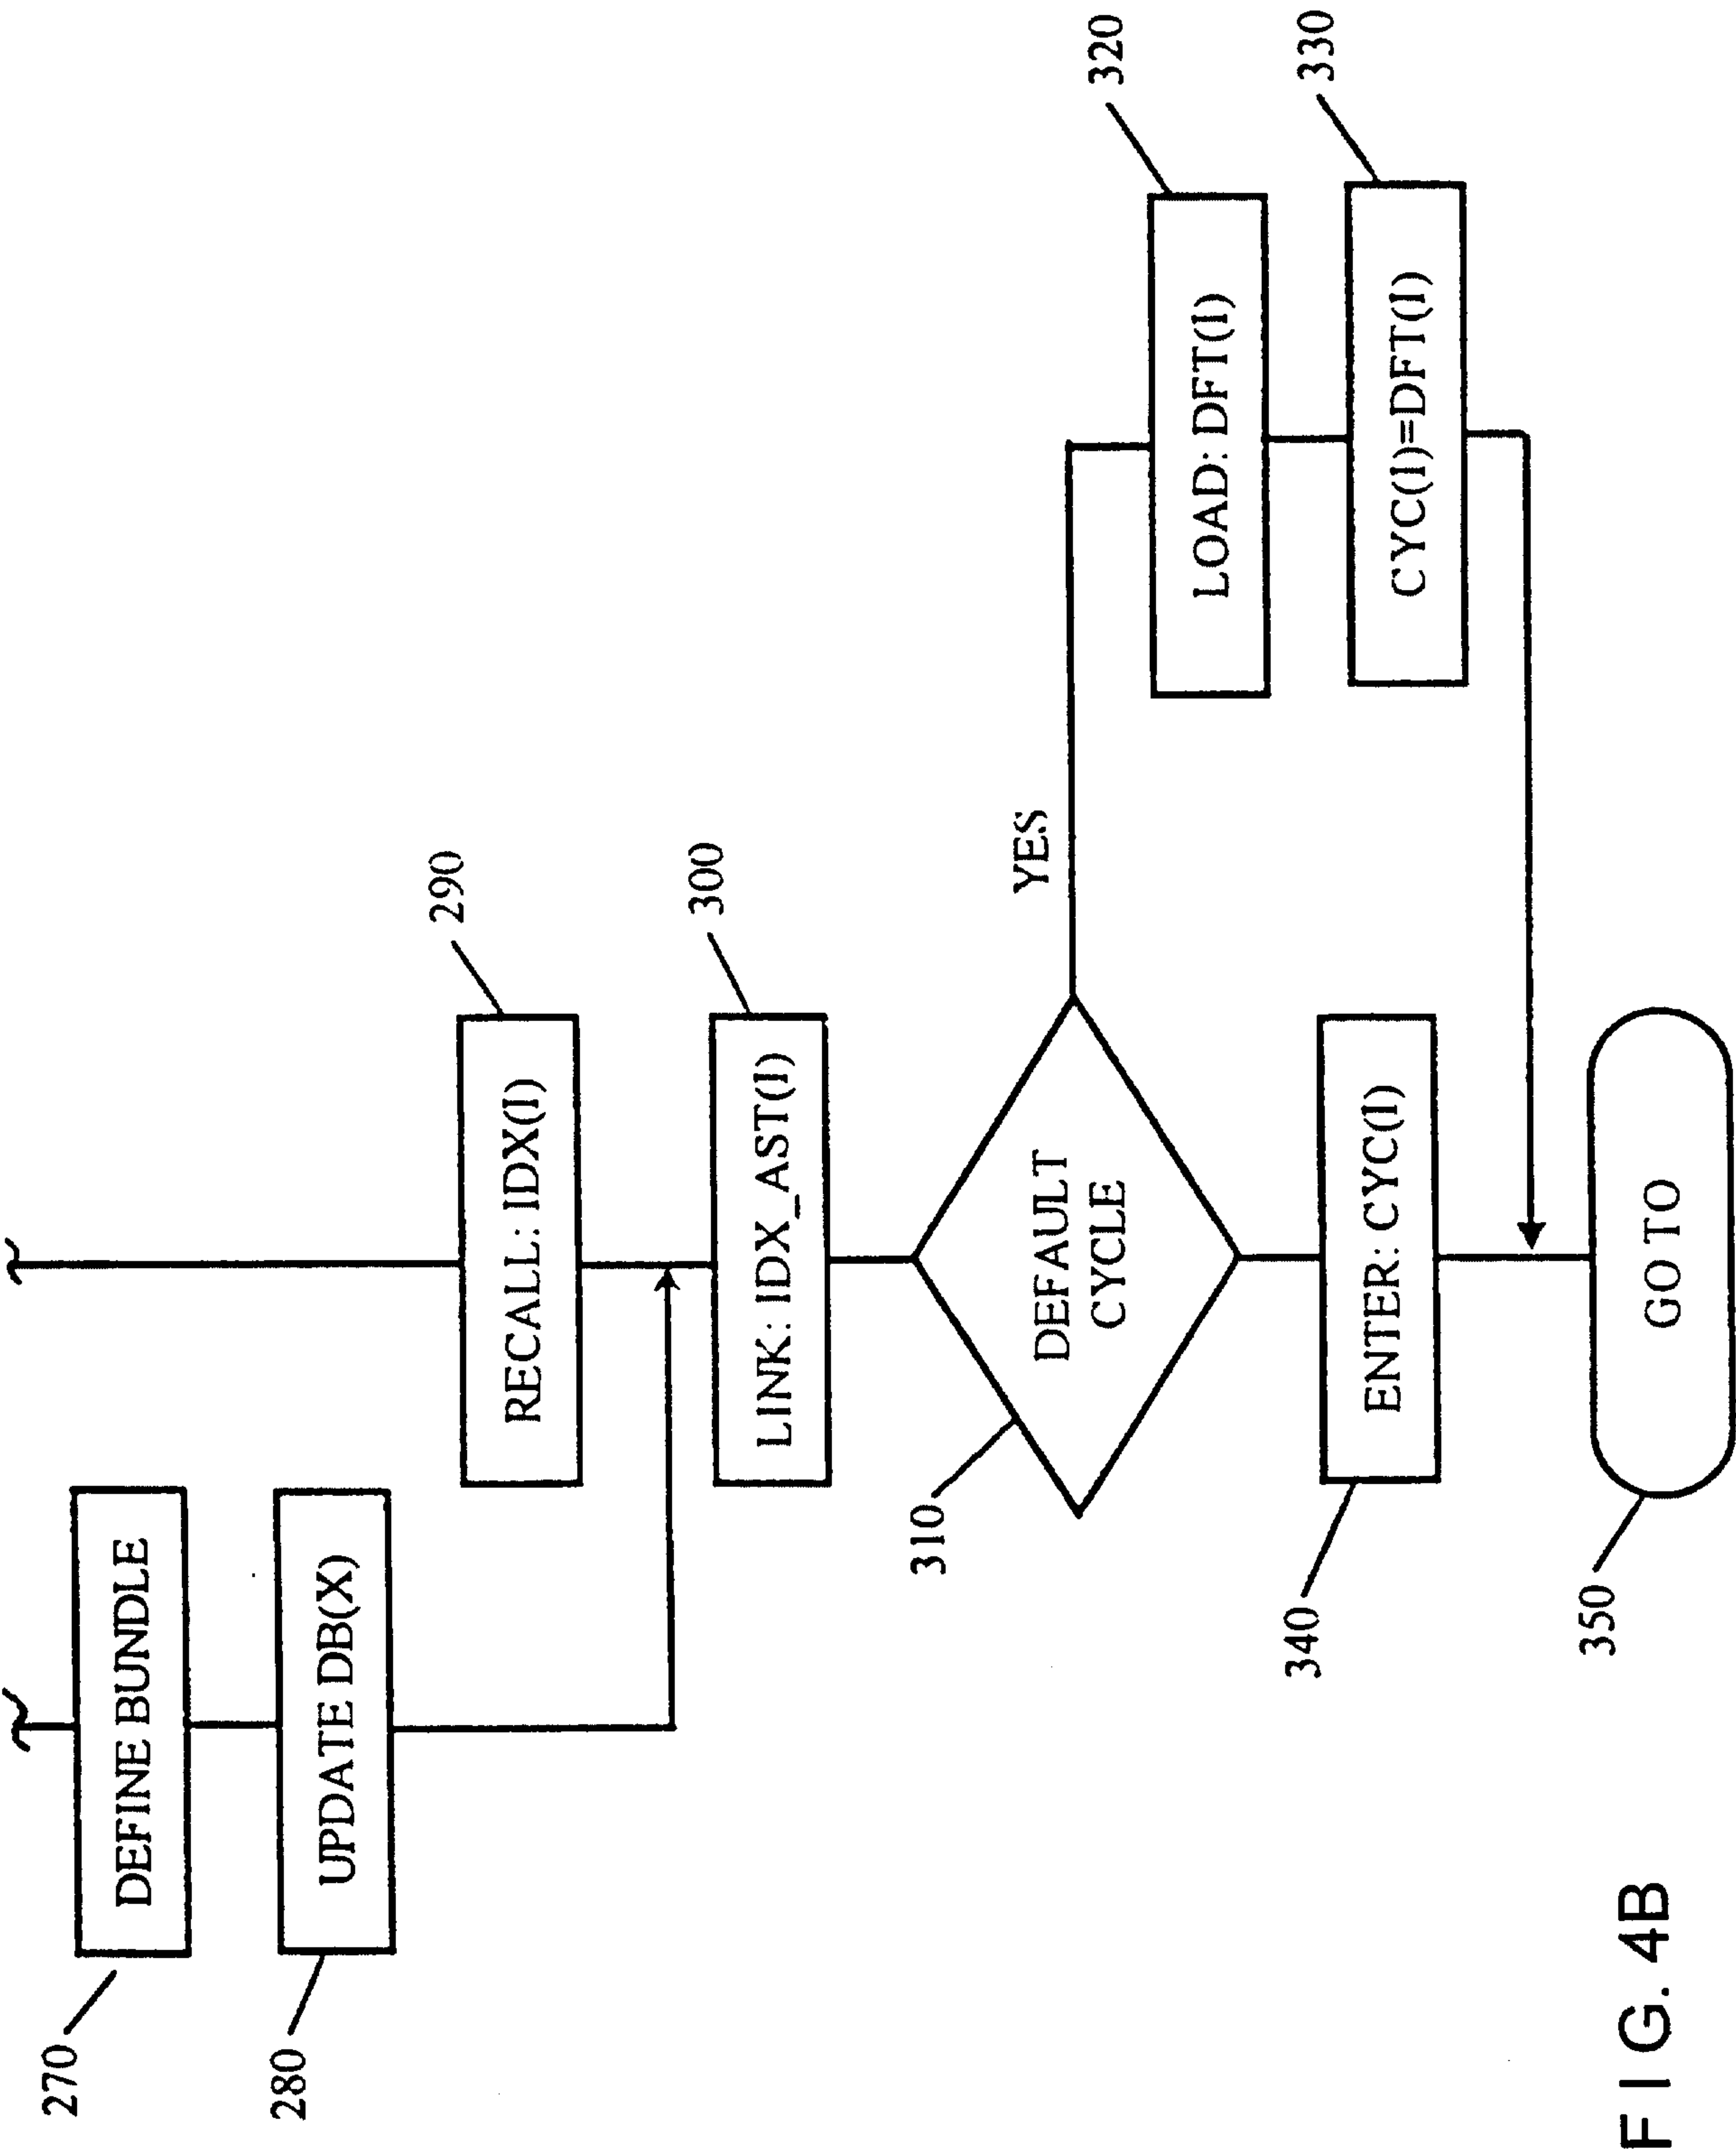 270
DEFINE BUNDLE
280
UPDATE DB(X)
290
RECALL: IDX(I)
300
LINK: IDX_AST(I)
310
DEFAULT
CYCLE
YES
320
LOAD: DFT(I)
330
CYC(I)=DFT(I)
340
ENTER: CYC(I)
350
GO TO
FIG. 4B